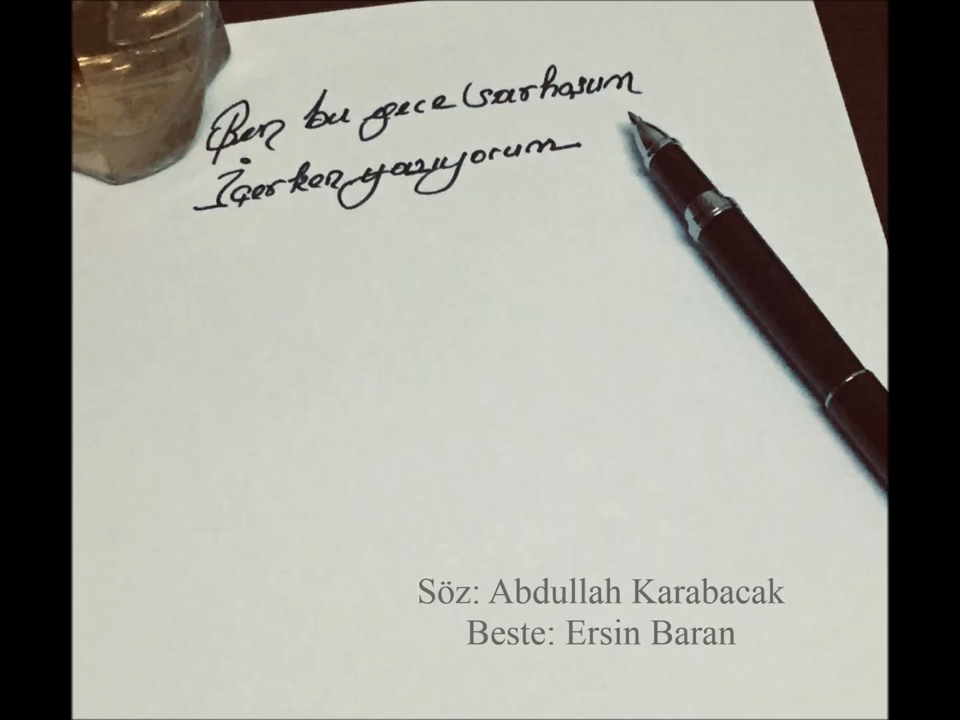 Ben bu gece sarhoşum
İçerken yazıyorum
Söz: Abdullah Karabacak
Beste: Ersin Baran